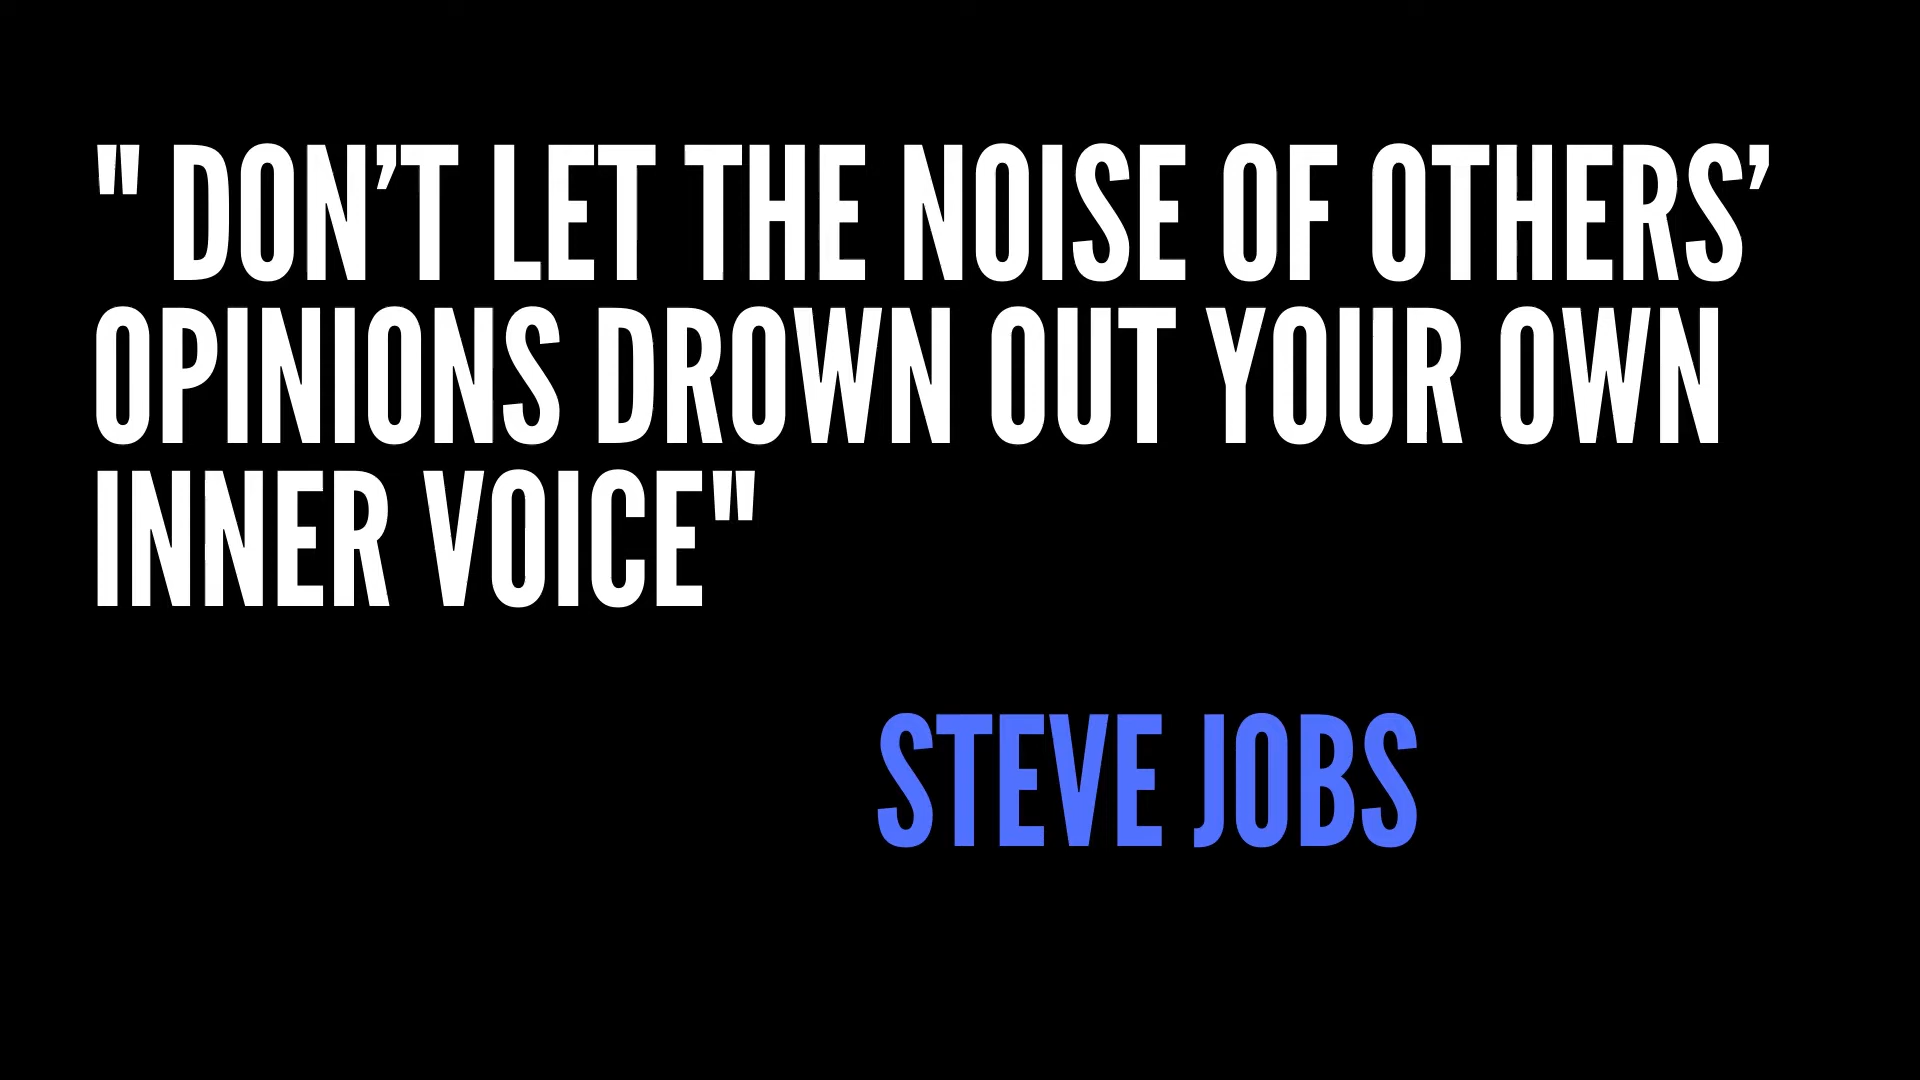 " DON’T LET THE NOISE OF OTHERS’
OPINIONS DROWN OUT YOUR OWN
INNER VOICE"
STEVE JOBS